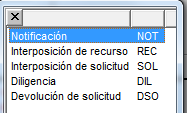 Notificación NOT
Interposición de recurso REC
Interposición de solicitud SOL
Diligencia DIL
Devolución de solicitud DSO